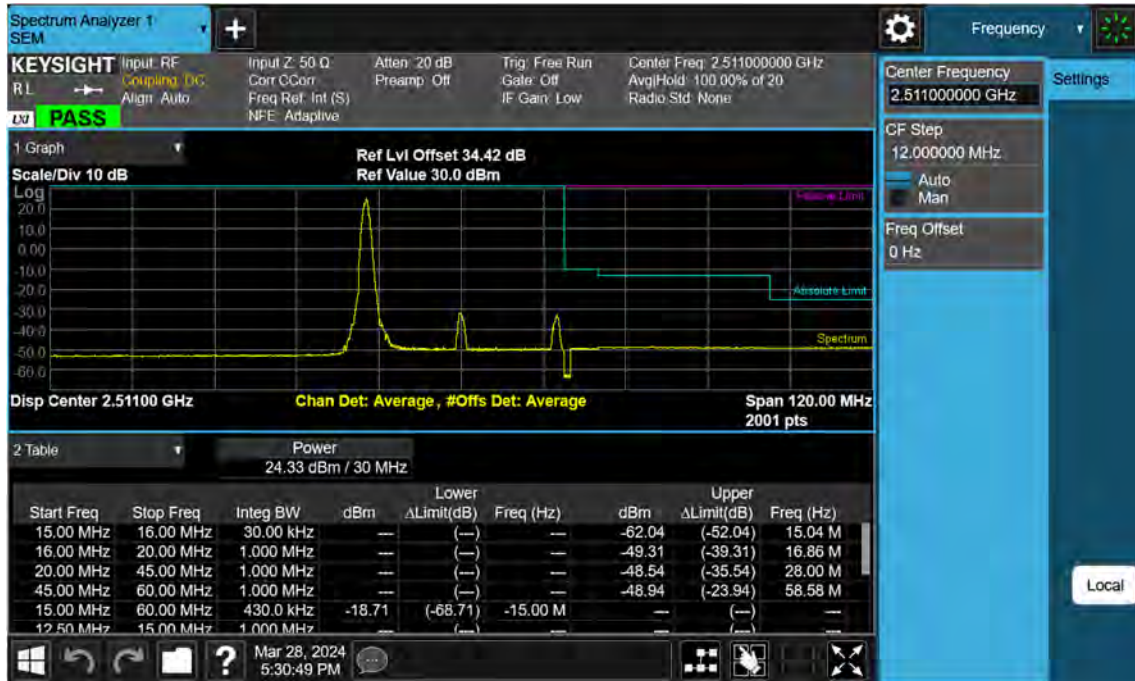 Spectrum Analyzer 1
SEM
+
Frequency
KEYSIGHT
RL
LXI PASS
Input: RF
Coupling: DC
Align: Auto
Input Z: 50 Ω
Corr CCorr
Freq Ref: Int (S)
NFE: Adaptive
Atten: 20 dB
Preamp: Off
Trig: Free Run
Gate: Off
IF Gain: Low
Center Freq: 2.511000000 GHz
Avg|Hold: 100.00% of 20
Radio Std: None
Center Frequency
2.511000000 GHz
Settings
CF Step
12.000000 MHz
Auto
Man
Freq Offset
0 Hz
1 Graph
Ref Lvl Offset 34.42 dB
Scale/Div 10 dB
Ref Value 30.0 dBm
Log
20.0
10.0
0.00
-10.0
-20.0
-30.0
-40.0
-50.0
-60.0
Relative Limit
Absolute Limit
Spectrum
Disp Center 2.51100 GHz
Chan Det: Average , #Offs Det: Average
Span 120.00 MHz
2001 pts
2 Table
Power
24.33 dBm / 30 MHz
Lower Upper
Start Freq Stop Freq Integ BW dBm ΔLimit(dB) Freq (Hz) dBm ΔLimit(dB) Freq (Hz)
15.00 MHz 16.00 MHz 30.00 kHz --- (---) --- -62.04 (-52.04) 15.04 M
16.00 MHz 20.00 MHz 1.000 MHz --- (---) --- -49.31 (-39.31) 16.86 M
20.00 MHz 45.00 MHz 1.000 MHz --- (---) --- -48.54 (-35.54) 28.00 M
45.00 MHz 60.00 MHz 1.000 MHz --- (---) --- -48.94 (-23.94) 58.58 M
15.00 MHz 60.00 MHz 430.0 kHz -18.71 (-68.71) -15.00 M --- (---) ---
12.50 MHz 15.00 MHz 1.000 MHz --- (---) --- --- (---) ---
Local
?
Mar 28, 2024
5:30:49 PM